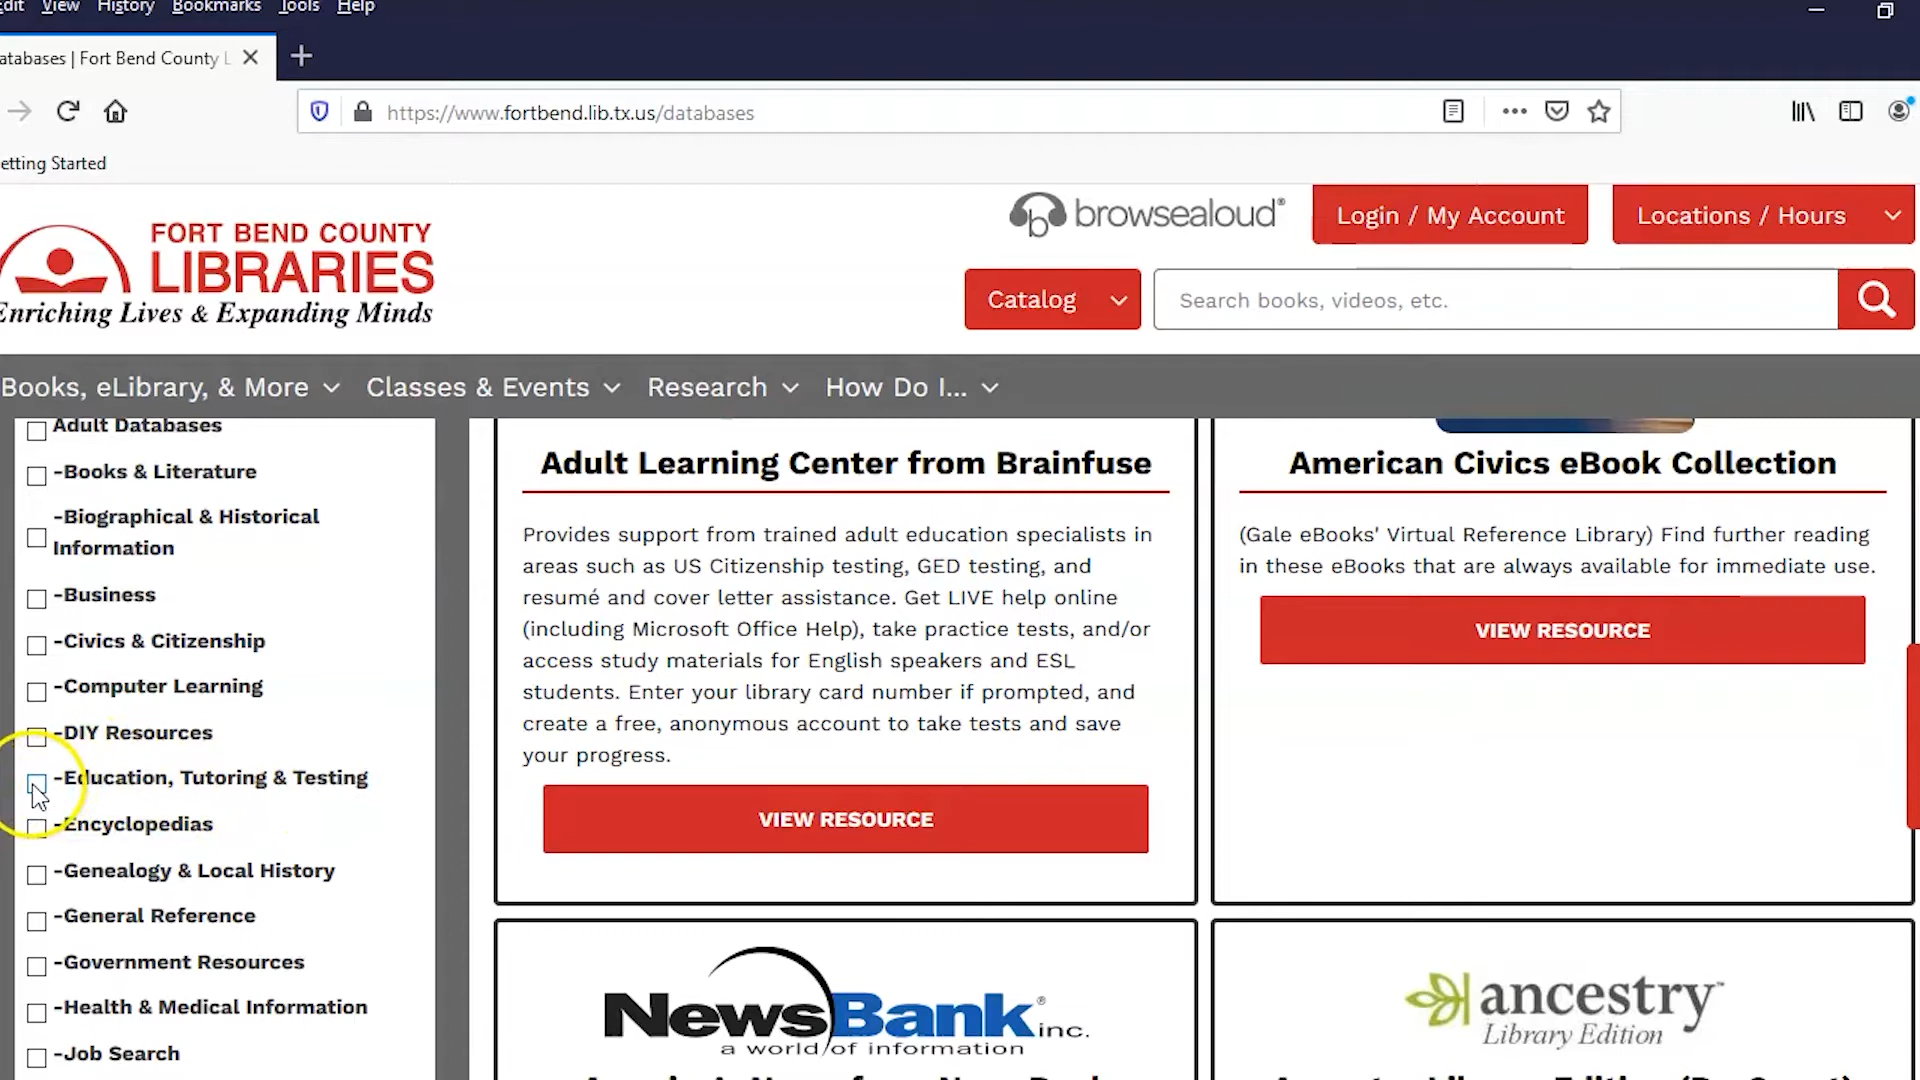 Edit View History Bookmarks Tools Help
atabases | Fort Bend County L
https://www.fortbend.lib.tx.us/databases
etting Started
browsealoud®
Login / My Account
Locations / Hours
FORT BEND COUNTY
LIBRARIES
Enriching Lives & Expanding Minds
Catalog
Search books, videos, etc.
Books, eLibrary, & More
Classes & Events
Research
How Do I...
Adult Databases
-Books & Literature
-Biographical & Historical
Information
-Business
-Civics & Citizenship
-Computer Learning
-DIY Resources
-Education, Tutoring & Testing
-Encyclopedias
-Genealogy & Local History
-General Reference
-Government Resources
-Health & Medical Information
-Job Search
Adult Learning Center from Brainfuse
Provides support from trained adult education specialists in
areas such as US Citizenship testing, GED testing, and
resumé and cover letter assistance. Get LIVE help online
(including Microsoft Office Help), take practice tests, and/or
access study materials for English speakers and ESL
students. Enter your library card number if prompted, and
create a free, anonymous account to take tests and save
your progress.
VIEW RESOURCE
American Civics eBook Collection
(Gale eBooks' Virtual Reference Library) Find further reading
in these eBooks that are always available for immediate use.
VIEW RESOURCE
NewsBank® inc.
a world of information
ancestry™
Library Edition